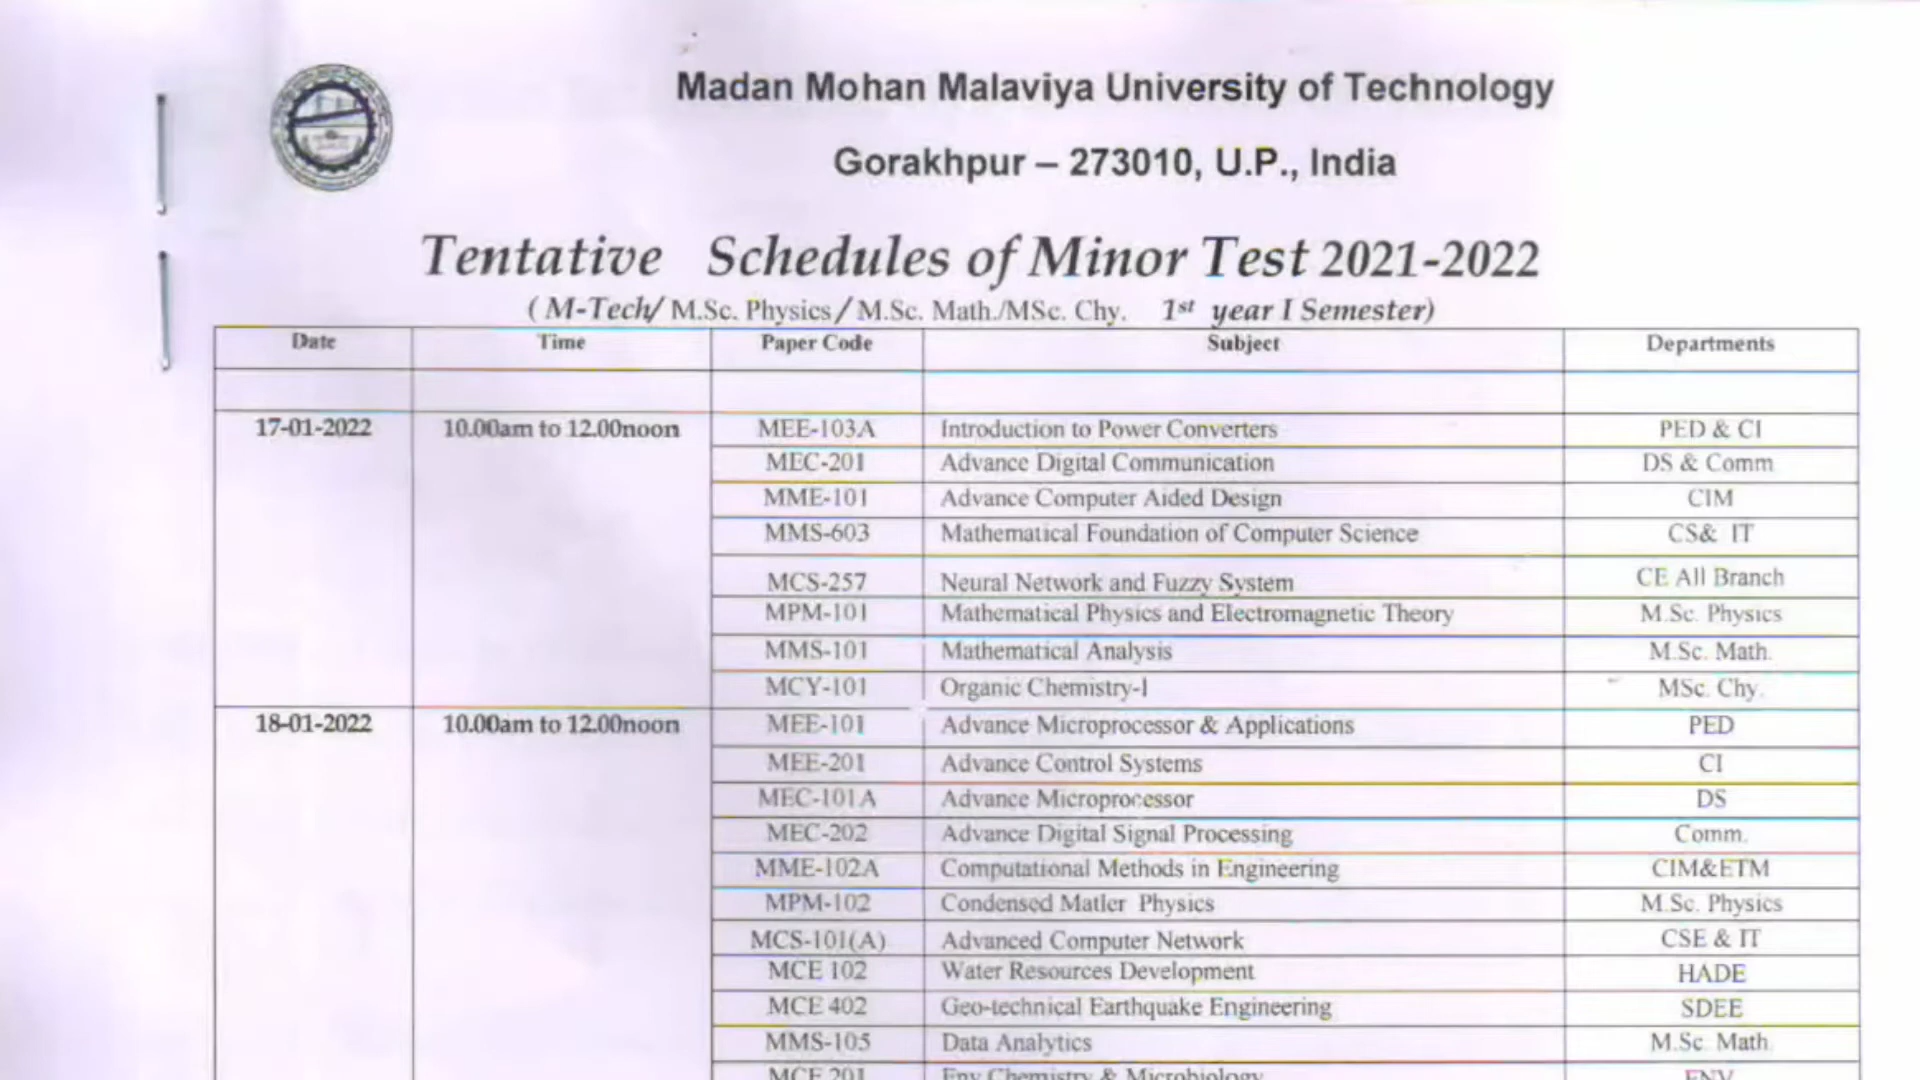 Madan Mohan Malaviya University of Technology
Gorakhpur – 273010, U.P., India
Tentative Schedules of Minor Test 2021-2022
( M-Tech/ M.Sc. Physics / M.Sc. Math./MSc. Chy. 1st year I Semester)
Date Time Paper Code Subject Departments
17-01-2022 10.00am to 12.00noon MEE-103A Introduction to Power Converters PED & CI
MEC-201 Advance Digital Communication DS & Comm
MME-101 Advance Computer Aided Design CIM
MMS-603 Mathematical Foundation of Computer Science CS& IT
MCS-257 Neural Network and Fuzzy System CE All Branch
MPM-101 Mathematical Physics and Electromagnetic Theory M.Sc. Physics
MMS-101 Mathematical Analysis M.Sc. Math.
MCY-101 Organic Chemistry-I MSc. Chy.
18-01-2022 10.00am to 12.00noon MEE-101 Advance Microprocessor & Applications PED
MEE-201 Advance Control Systems CI
MEC-101A Advance Microprocessor DS
MEC-202 Advance Digital Signal Processing Comm.
MME-102A Computational Methods in Engineering CIM&ETM
MPM-102 Condensed Matler Physics M.Sc. Physics
MCS-101(A) Advanced Computer Network CSE & IT
MCE 102 Water Resources Development HADE
MCE 402 Geo-technical Earthquake Engineering SDEE
MMS-105 Data Analytics M.Sc. Math
MCE 201 Env Chemistry & Microbiology ENV